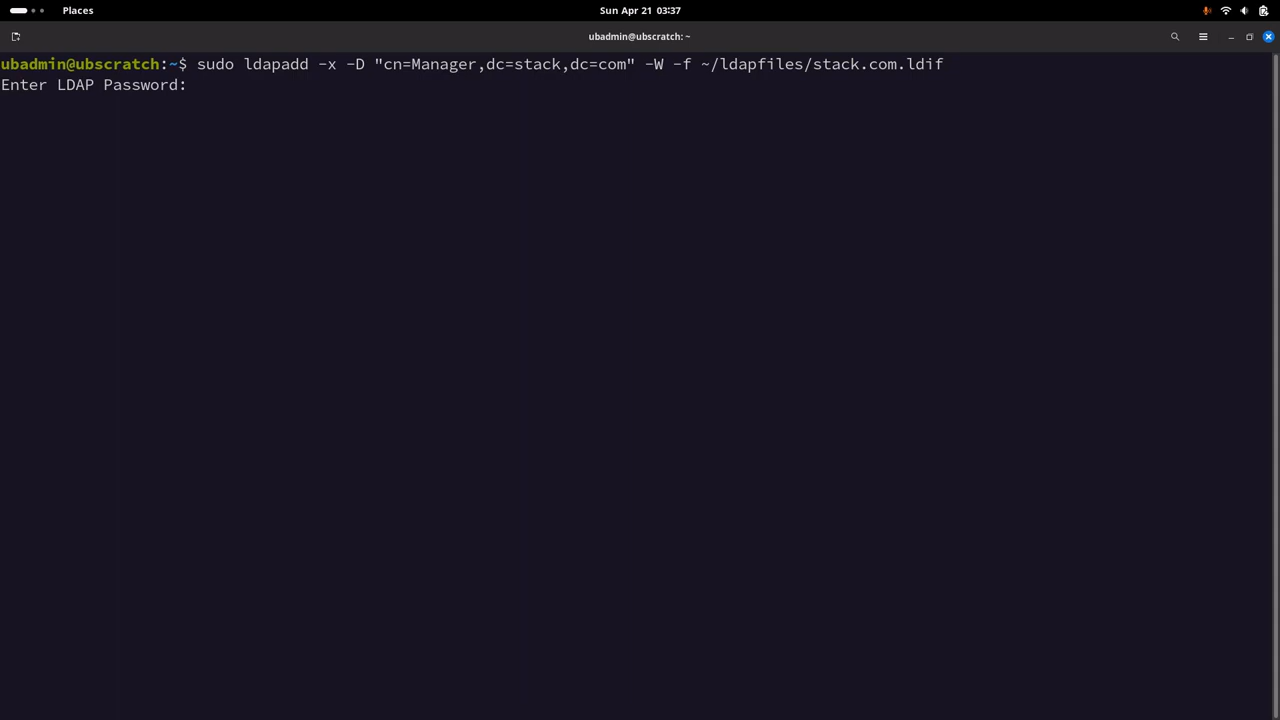 Places
Sun Apr 21 03:37
ubadmin@ubscratch: ~
ubadmin@ubscratch:~$ sudo ldapadd -x -D "cn=Manager,dc=stack,dc=com" -W -f ~/ldapfiles/stack.com.ldif
Enter LDAP Password: